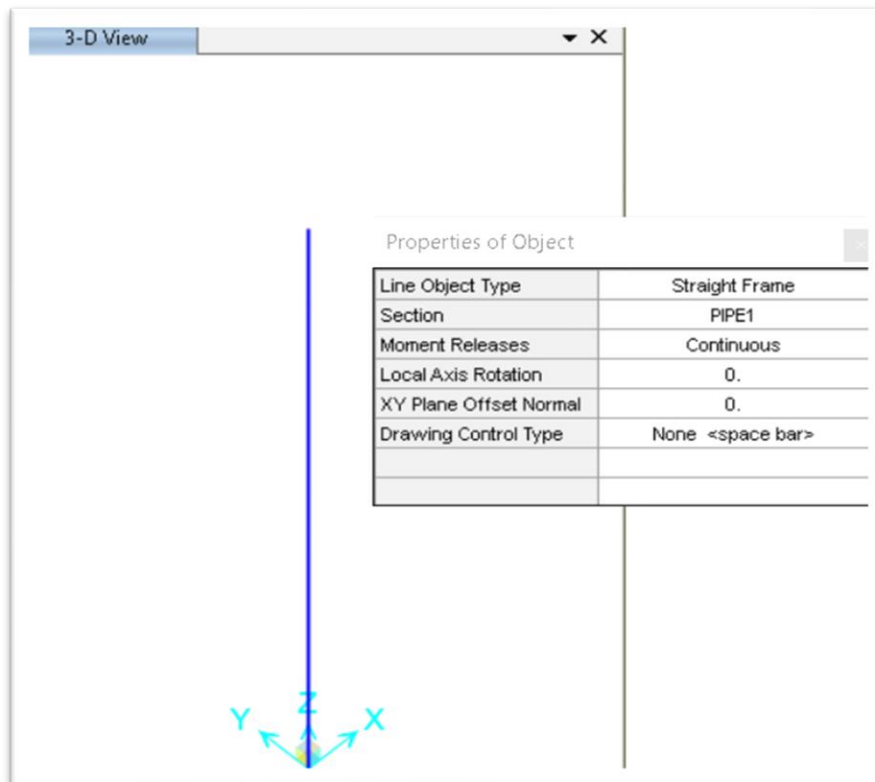 3-D View
Properties of Object
Line Object Type Straight Frame
Section PIPE1
Moment Releases Continuous
Local Axis Rotation 0.
XY Plane Offset Normal 0.
Drawing Control Type None <space bar>
Z
Y X